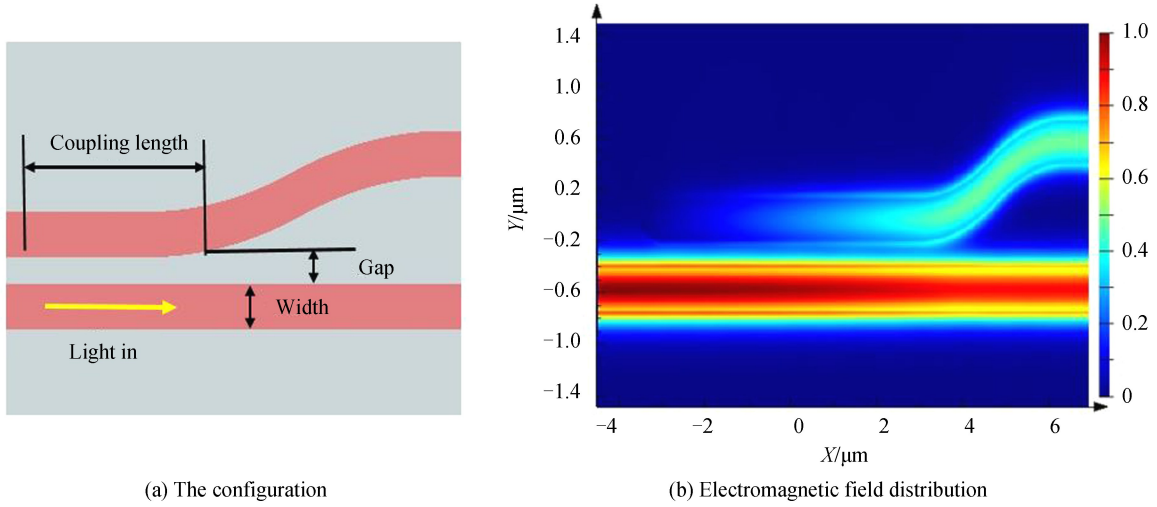 Coupling length
Gap
Width
Light in
(a) The configuration
Y/μm
1.4
1.0
0.6
0.2
−0.2
−0.6
−1.0
−1.4
−4 −2 0 2 4 6
X/μm
1.0
0.8
0.6
0.4
0.2
0
(b) Electromagnetic field distribution